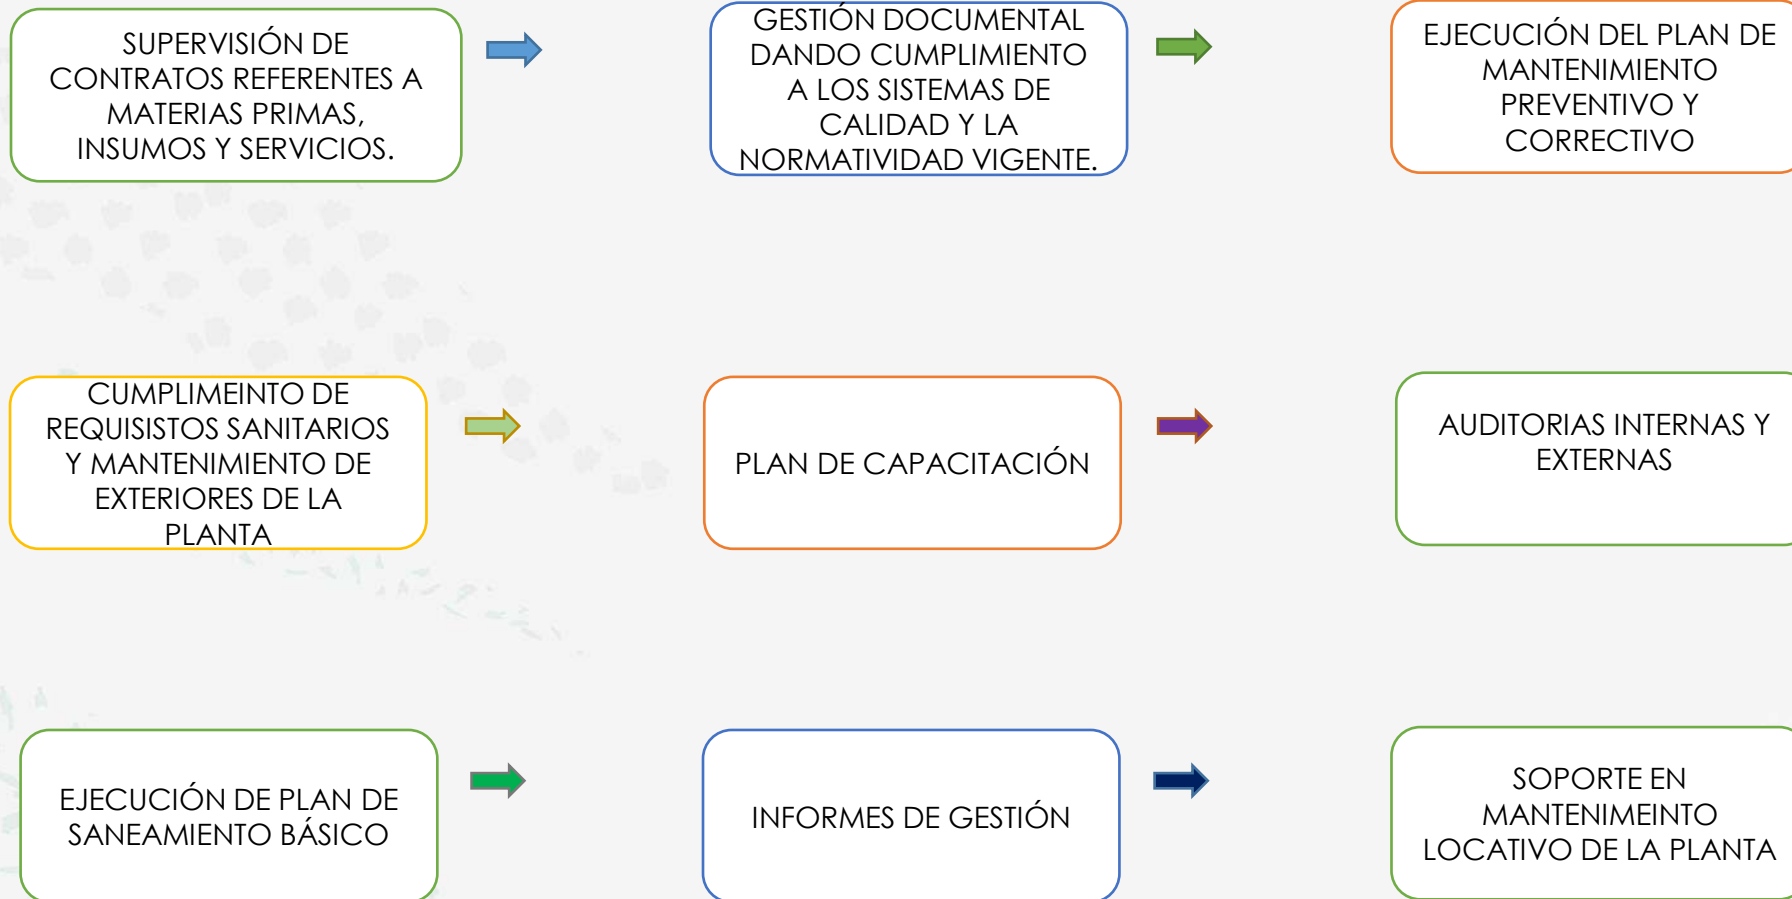 SUPERVISIÓN DE
CONTRATOS REFERENTES A
MATERIAS PRIMAS,
INSUMOS Y SERVICIOS.
GESTIÓN DOCUMENTAL
DANDO CUMPLIMIENTO
A LOS SISTEMAS DE
CALIDAD Y LA
NORMATIVIDAD VIGENTE.
EJECUCIÓN DEL PLAN DE
MANTENIMIENTO
PREVENTIVO Y
CORRECTIVO
CUMPLIMEINTO DE
REQUISISTOS SANITARIOS
Y MANTENIMIENTO DE
EXTERIORES DE LA
PLANTA
PLAN DE CAPACITACIÓN
AUDITORIAS INTERNAS Y
EXTERNAS
EJECUCIÓN DE PLAN DE
SANEAMIENTO BÁSICO
INFORMES DE GESTIÓN
SOPORTE EN
MANTENIMEINTO
LOCATIVO DE LA PLANTA